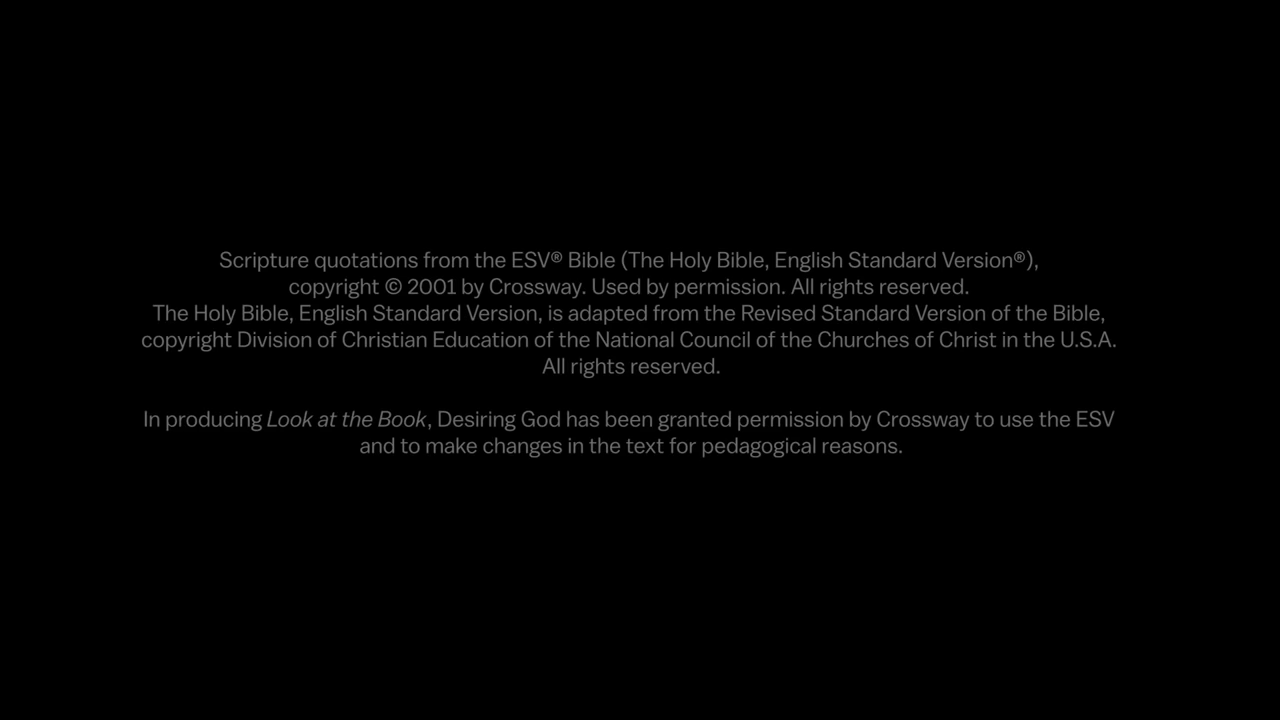 Scripture quotations from the ESV® Bible (The Holy Bible, English Standard Version®),
copyright © 2001 by Crossway. Used by permission. All rights reserved.
The Holy Bible, English Standard Version, is adapted from the Revised Standard Version of the Bible,
copyright Division of Christian Education of the National Council of the Churches of Christ in the U.S.A.
All rights reserved.
In producing Look at the Book, Desiring God has been granted permission by Crossway to use the ESV
and to make changes in the text for pedagogical reasons.